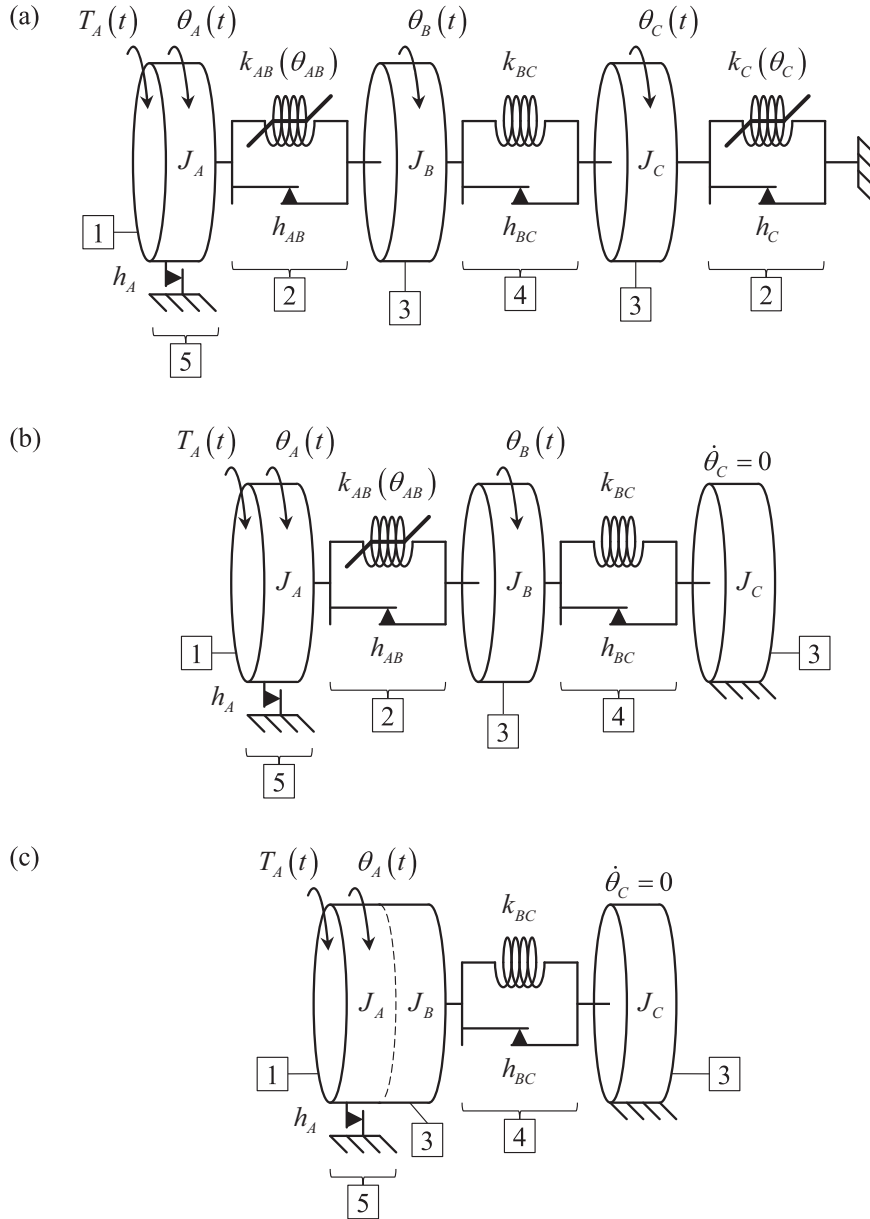 (a)
T_A(t) θ_A(t) θ_B(t) θ_C(t)
k_AB(θ_AB) k_BC k_C(θ_C)
J_A J_B J_C
1
h_A h_AB h_BC h_C
2 3 4 3 2
5
(b)
T_A(t) θ_A(t) θ_B(t) θ̇_C = 0
k_AB(θ_AB) k_BC
J_A J_B J_C
1 3
h_A h_AB h_BC
2 3 4
5
(c)
T_A(t) θ_A(t) θ̇_C = 0
k_BC
J_A J_B J_C
1 3
h_A h_BC
3 4
5